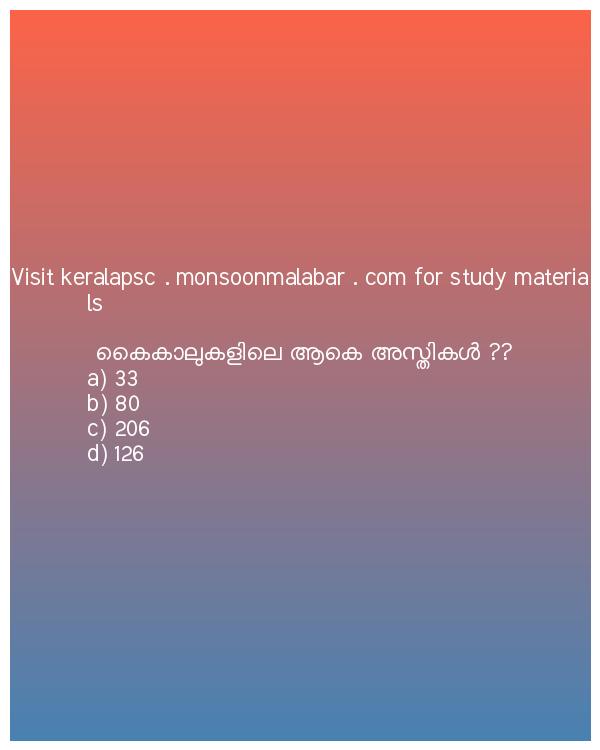 Visit keralapsc . monsoonmalabar . com for study materia
ls
കൈകാലുകളിലെ ആകെ അസ്തികൾ ??
a) 33
b) 80
c) 206
d) 126